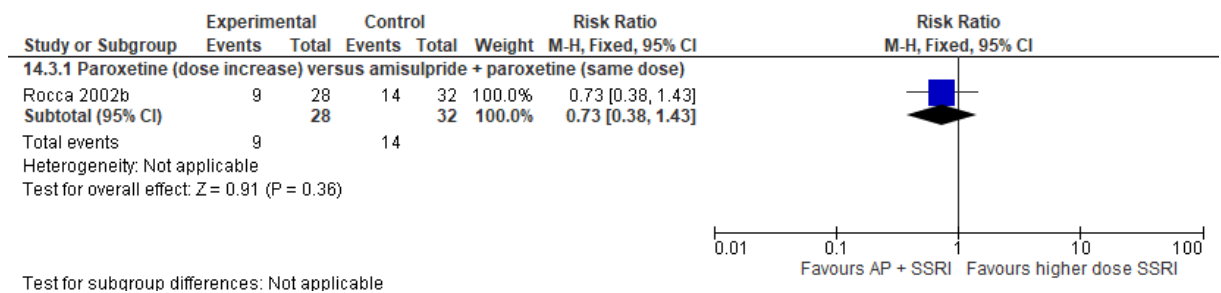 Experimental Control Risk Ratio Risk Ratio
Study or Subgroup Events Total Events Total Weight M-H, Fixed, 95% CI M-H, Fixed, 95% CI
14.3.1 Paroxetine (dose increase) versus amisulpride + paroxetine (same dose)
Rocca 2002b 9 28 14 32 100.0% 0.73 [0.38, 1.43]
Subtotal (95% CI) 28 32 100.0% 0.73 [0.38, 1.43]
Total events 9 14
Heterogeneity: Not applicable
Test for overall effect: Z = 0.91 (P = 0.36)
0.01 0.1 1 10 100
Favours AP + SSRI Favours higher dose SSRI
Test for subgroup differences: Not applicable